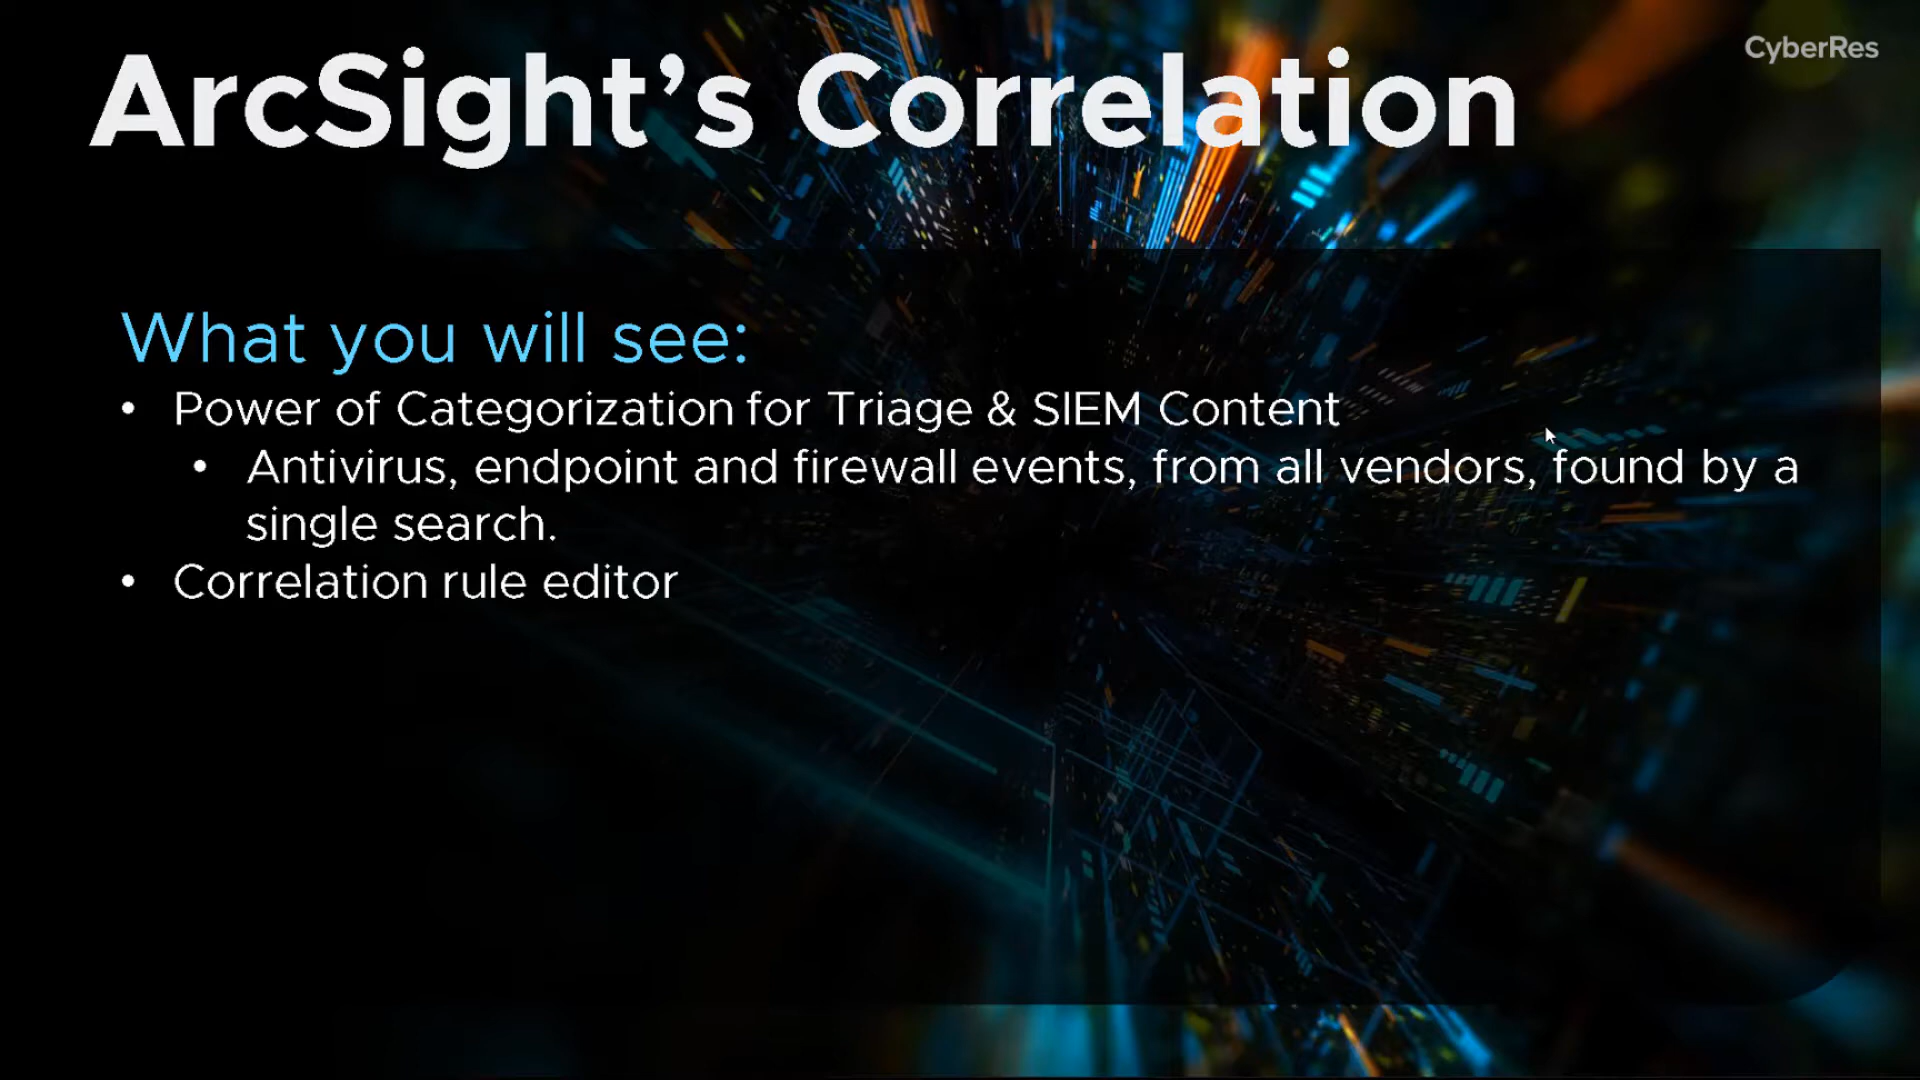 ArcSight’s Correlation
CyberRes
What you will see:
• Power of Categorization for Triage & SIEM Content
• Antivirus, endpoint and firewall events, from all vendors, found by a
single search.
• Correlation rule editor